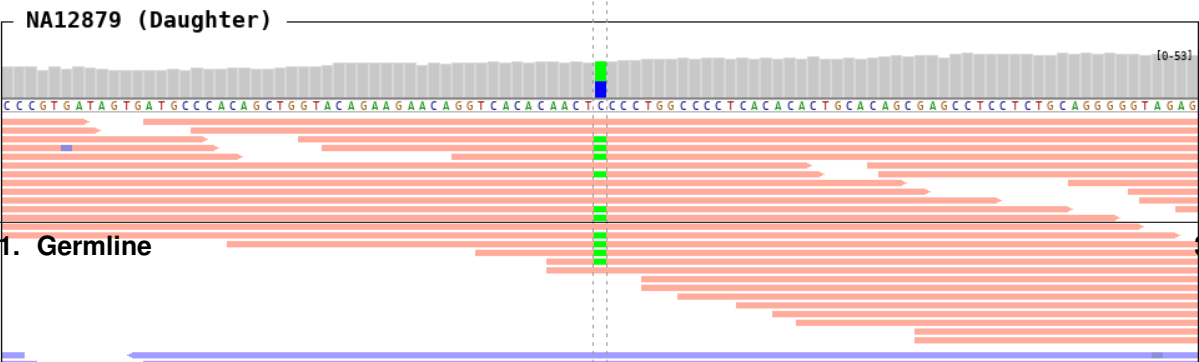 NA12879 (Daughter)
[0-53]
CCCGTGATAGTGATGCCCACAGCTGGTACAGAAGAACAGGTCACACAACTCCCCTGGCCCCTCACACACTGCACAGCGAGCCTCCTCTGCAGGGGGTAGAG
1. Germline